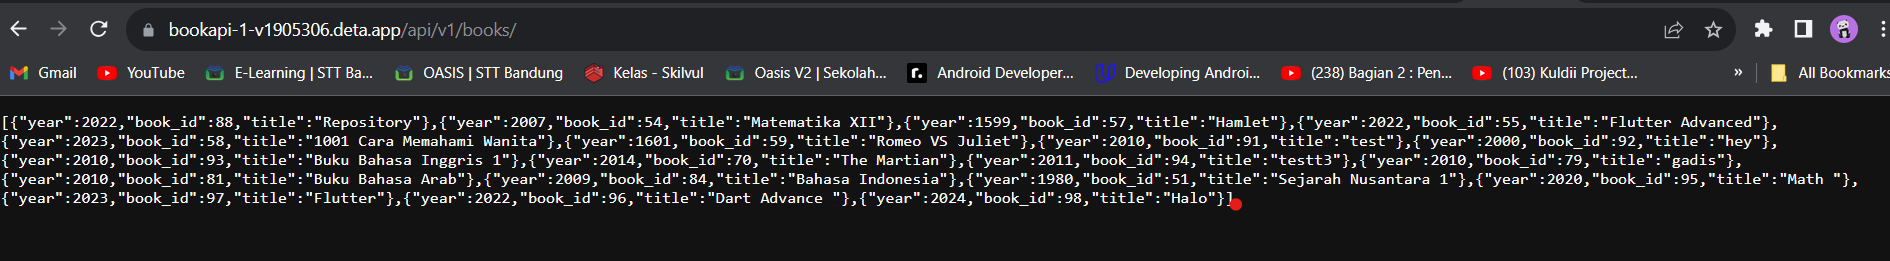 bookapi-1-v1905306.deta.app/api/v1/books/
Gmail YouTube E-Learning | STT Ba... OASIS | STT Bandung Kelas - Skilvul Oasis V2 | Sekolah... Android Developer... Developing Androi... (238) Bagian 2 : Pen... (103) Kuldii Project... » All Bookmarks
[{"year":2022,"book_id":88,"title":"Repository"},{"year":2007,"book_id":54,"title":"Matematika XII"},{"year":1599,"book_id":57,"title":"Hamlet"},{"year":2022,"book_id":55,"title":"Flutter Advanced"},
{"year":2023,"book_id":58,"title":"1001 Cara Memahami Wanita"},{"year":1601,"book_id":59,"title":"Romeo VS Juliet"},{"year":2010,"book_id":91,"title":"test"},{"year":2000,"book_id":92,"title":"hey"},
{"year":2010,"book_id":93,"title":"Buku Bahasa Inggris 1"},{"year":2014,"book_id":70,"title":"The Martian"},{"year":2011,"book_id":94,"title":"testt3"},{"year":2010,"book_id":79,"title":"gadis"},
{"year":2010,"book_id":81,"title":"Buku Bahasa Arab"},{"year":2009,"book_id":84,"title":"Bahasa Indonesia"},{"year":1980,"book_id":51,"title":"Sejarah Nusantara 1"},{"year":2020,"book_id":95,"title":"Math "},
{"year":2023,"book_id":97,"title":"Flutter"},{"year":2022,"book_id":96,"title":"Dart Advance "},{"year":2024,"book_id":98,"title":"Halo"}]